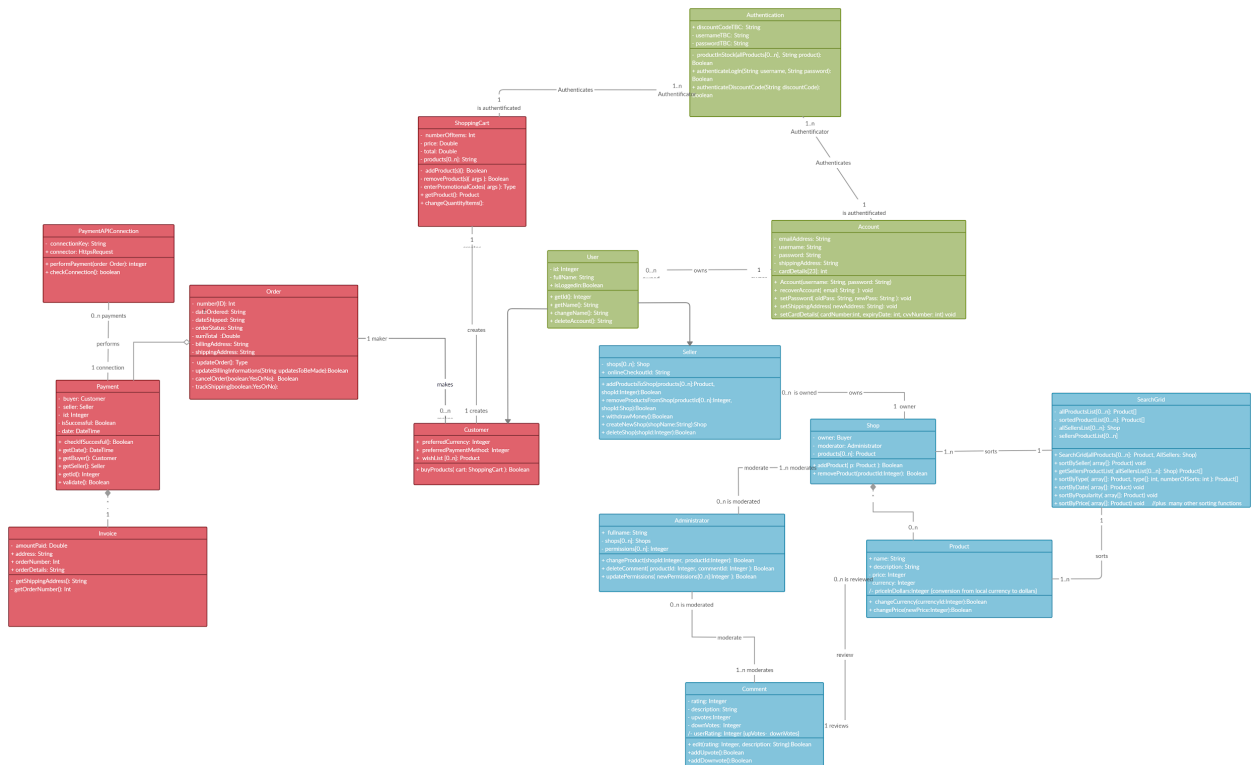 Authentication
+ discountCodeTBC: String
- usernameTBC: String
- passwordTBC: String
- productInStock(allProducts[0..n], String product):
Boolean
+ authenticateLogin(String username, String password):
Boolean
+ authenticateDiscountCode(String discountCode)
Boolean
1..n
Authenticates
1
is authentificated
1..n
Authentificator
Authenticates
1
is authentificated
ShoppingCart
- numberOfItems: Int
- price: Double
- total: Double
- products[0..n]: String
- addProduct(s)(): Boolean
- removeProduct(s)( args ): Boolean
- enterPromotionalCodes( args ): Type
+ getProduct(): Product
+ changeQuantityItems():
1
creates
1 creates
PaymentAPIConnection
- connectionKey: String
+ connector: HttpsRequest
+ performPayment(order Order): integer
+ checkConnection(): boolean
0..n payments
performs
1 connection
Order
- number(ID): Int
- dateOrdered: String
- dateShipped: String
- orderStatus: String
- sumTotal :Double
- billingAddress: String
- shippingAddress: String
- updateOrder(): Type
- updateBillingInformations(String updatesToBeMade):Boolean
- cancelOrder(boolean:YesOrNo): Boolean
- trackShipping(boolean:YesOrNo):
1 maker
makes
0..n
User
- id: Integer
- fullName: String
+ isLoggedIn:Boolean
+ getId(): Integer
+ getName(): String
+ changeName(): String
+ deleteAccount(): String
0..n
owns
1
Account
- emailAddress: String
- username: String
- password: String
- shippingAddress: String
- cardDetails[23]: int
+ Account(username: String, password: String)
+ recoverAccount( email: String ): void
+ setPassword( oldPass: String, newPass: String ): void
+ setShippingAddress( newAddress: String): void
+ setCardDetails( cardNumber:Int, expiryDate: int, cnvNumber: Int) void
Payment
- buyer: Customer
- seller: Seller
- id: Integer
- isSuccessful: Boolean
- date: DateTime
+ checkIfSuccesful(): Boolean
+ getDate(): DateTime
+ getBuyer(): Customer
+ getSeller(): Seller
+ getId(): Integer
+ validate(): Boolean
1
Invoice
- amountPaid: Double
+ address: String
+ orderNumber: Int
+ orderDetails: String
- getShippingAddress(): String
- getOrderNumber(): Int
Customer
+ preferredCurrency: Integer
+ preferredPaymentMethod: Integer
+ wishList [0..n]: Product
+ buyProducts( cart: ShoppingCart ): Boolean
Seller
- shops[0..n]: Shop
+ onlineCheckoutId: String
+ addProductsToShop(products[0..n]:Product,
shopId:Integer):Boolean
+ removeProductsFromShop(productId[0..n]:Integer,
shopId:Shop):Boolean
+ withdrawMoney():Boolean
+ createNewShop(shopName:String):Shop
+ deleteShop(shopId:Integer):Boolean
0..n is owned
owns
1 owner
Shop
- owner: Buyer
- moderator: Administrator
- products[0..n]: Product
+ addProduct( p: Product ): Boolean
+ removeProduct(productId:Integer): Boolean
1..n
sorts
1
SearchGrid
- allProductsList[0..n]: Product[]
- sortedProductList[0..n]: Product[]
- allSellersList[0..n]: Shop
- sellersProductList[0..n]
+ SearchGrid(allProducts[0..n]: Product, AllSellers: Shop)
+ sortBySeller( array[]: Product) void
+ getSellersProductList( allSellersList[0..n]: Shop) Product[]
+ sortByType( array[]: Product, type[]: int, numberOfSorts: int ): Product[]
+ sortByDate( array[]: Product) void
+ sortByPopularity( array[]: Product) void
+ sortByPrice( array[]: Product) void //plus many other sorting functions
1
sorts
1..n
moderate
0..n is moderated
Administrator
+ fullname: String
- shops[0..n]: Shops
- permissions[0..n]: Integer
+ changeProduct(shopId:Integer, productId:Integer): Boolean
+ deleteComment( productId: Integer, commentId: Integer ): Boolean
+ updatePermissions( newPermissions[0..n]:Integer ): Boolean
0..n is moderated
moderate
1..n moderates
0..n
Product
+ name: String
+ description: String
- price: Integer
- currency: Integer
/- priceInDollars:Integer {conversion from local currency to dollars}
+ changeCurrency(currencyId:Integer):Boolean
+ changePrice(newPrice:Integer):Boolean
review
1 reviews
Comment
- rating: Integer
- description: String
- upvotes:Integer
- downVotes: Integer
/- userRating: Integer {upVotes - downVotes}
+ edit(rating: Integer, description: String):Boolean
+addUpvote():Boolean
+addDownvote():Boolean